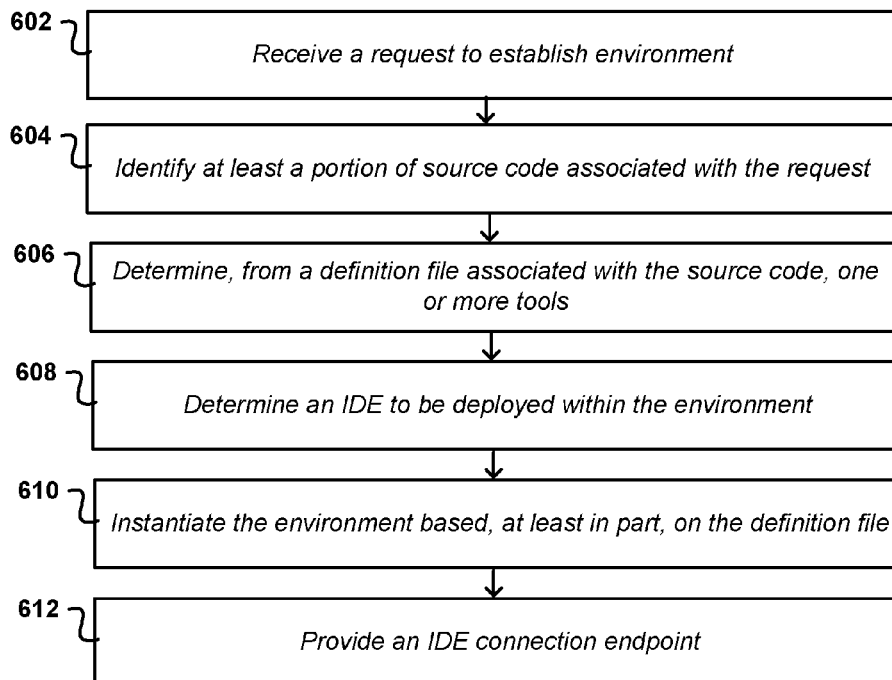 602
Receive a request to establish environment
604
Identify at least a portion of source code associated with the request
606
Determine, from a definition file associated with the source code, one
or more tools
608
Determine an IDE to be deployed within the environment
610
Instantiate the environment based, at least in part, on the definition file
612
Provide an IDE connection endpoint